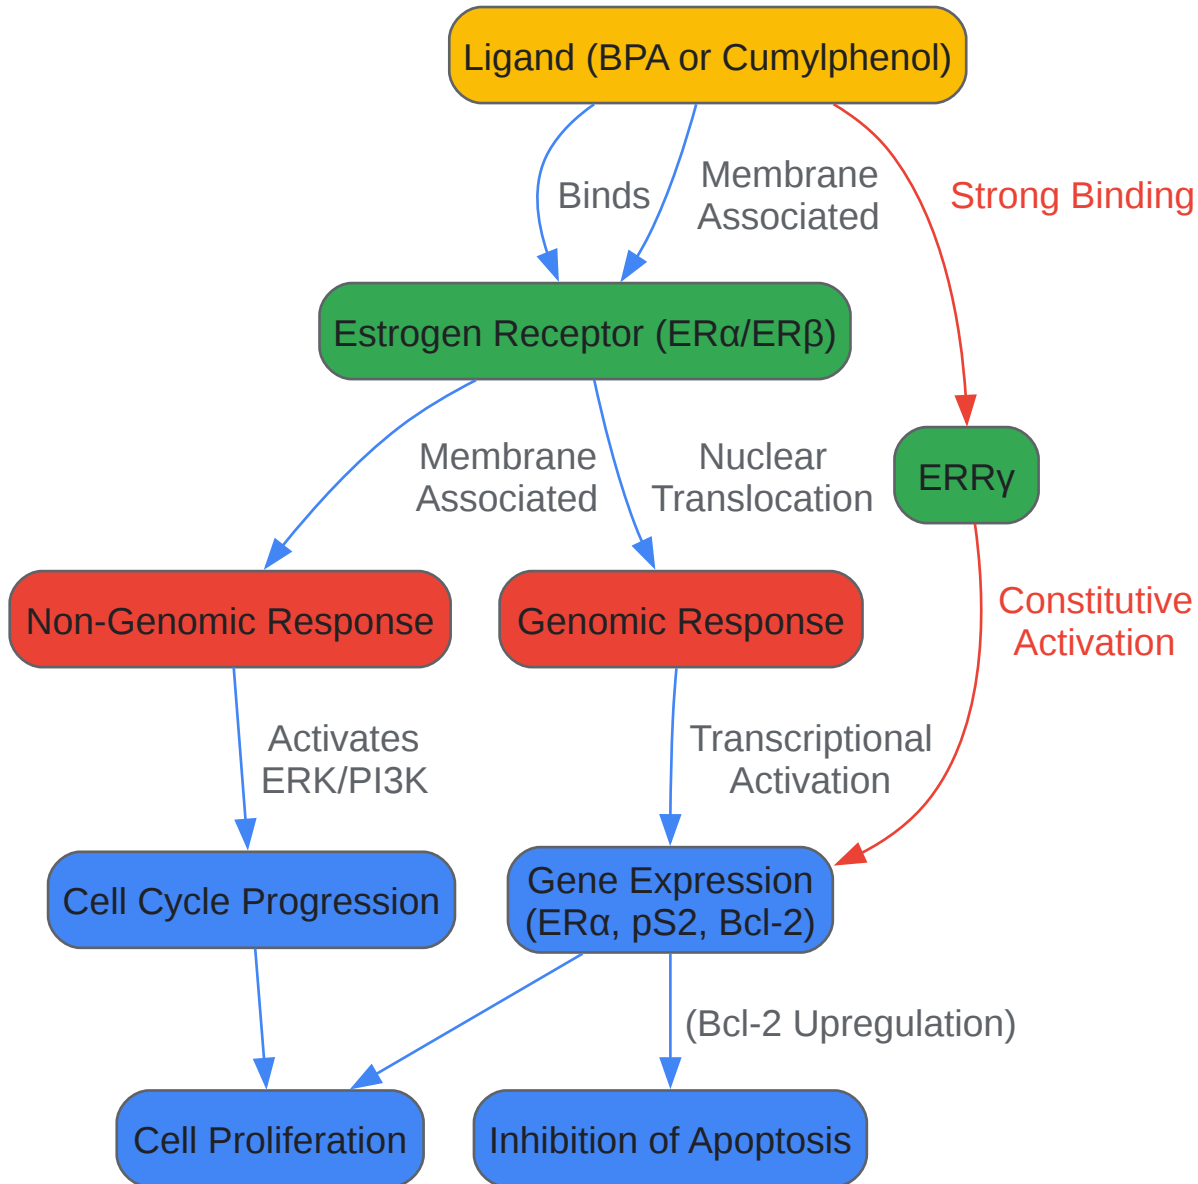 Ligand (BPA or Cumylphenol)
Binds
Membrane
Associated
Strong Binding
Estrogen Receptor (ERα/ERβ)
Membrane
Associated
Nuclear
Translocation
ERRγ
Non-Genomic Response
Genomic Response
Constitutive
Activation
Activates
ERK/PI3K
Transcriptional
Activation
Cell Cycle Progression
Gene Expression
(ERα, pS2, Bcl-2)
(Bcl-2 Upregulation)
Cell Proliferation
Inhibition of Apoptosis